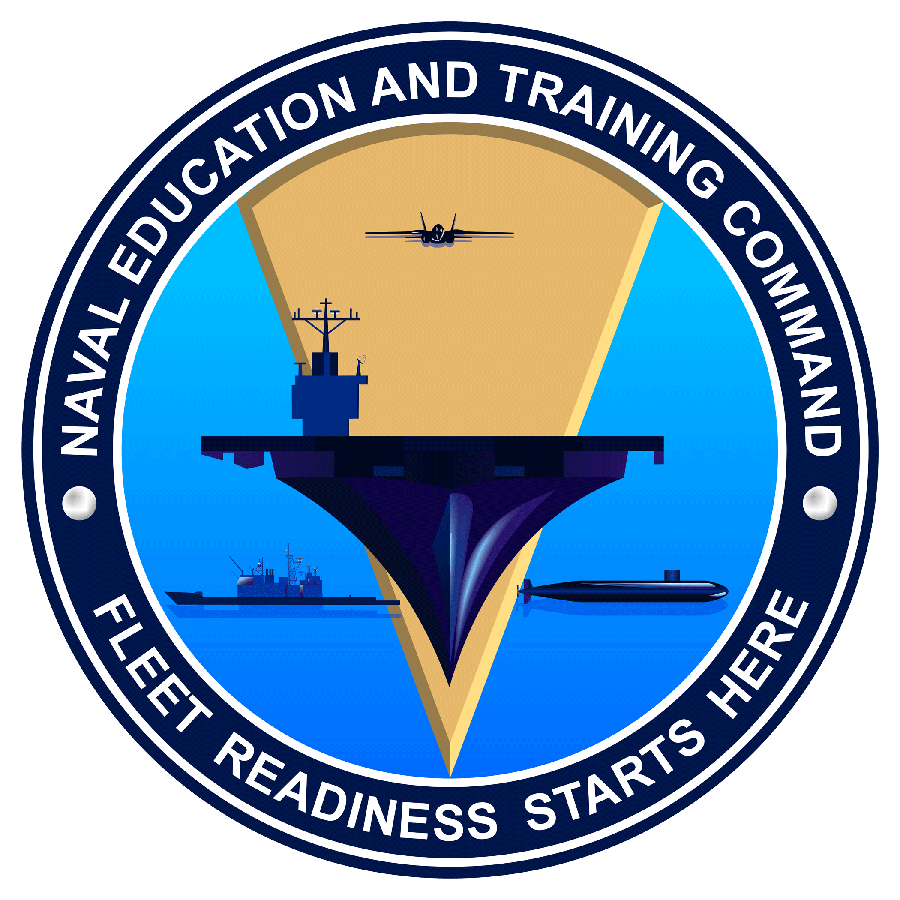 NAVAL EDUCATION AND TRAINING COMMAND
FLEET READINESS STARTS HERE